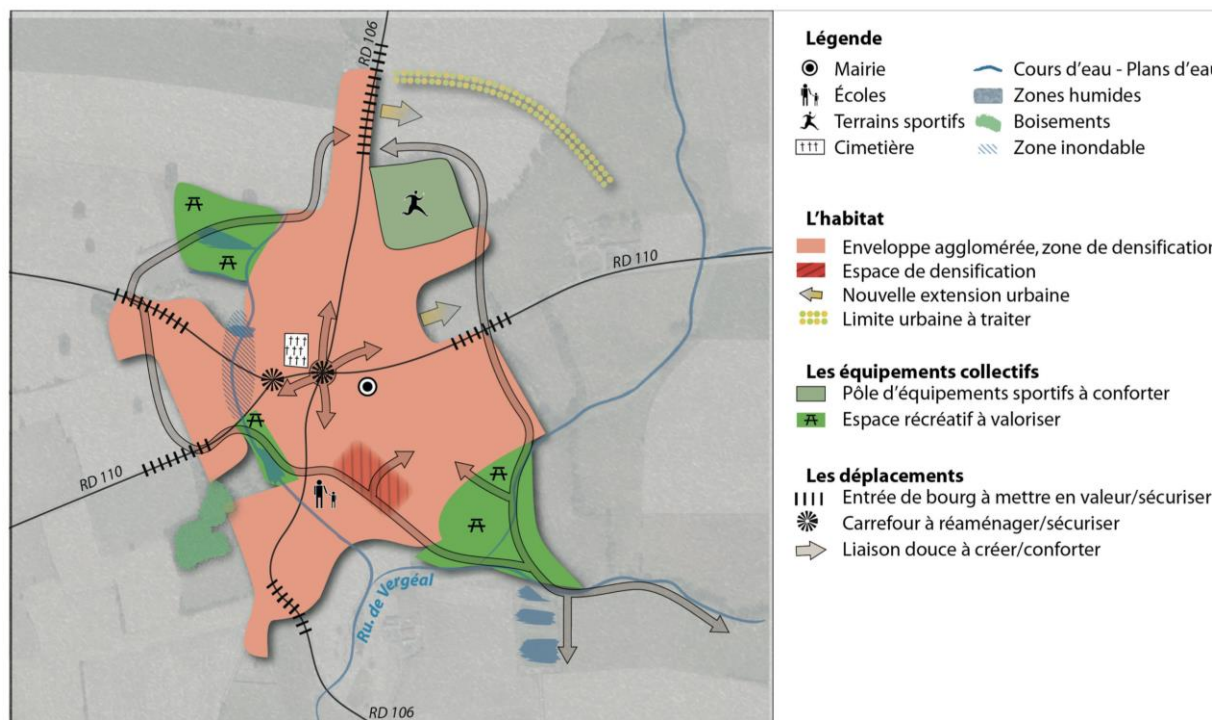 RD 106
RD 110
RD 110
Ru. de Vergéal
RD 106
Légende
Mairie
Écoles
Terrains sportifs
Cimetière
Cours d'eau - Plans d'eau
Zones humides
Boisements
Zone inondable
L'habitat
Enveloppe agglomérée, zone de densification
Espace de densification
Nouvelle extension urbaine
Limite urbaine à traiter
Les équipements collectifs
Pôle d'équipements sportifs à conforter
Espace récréatif à valoriser
Les déplacements
Entrée de bourg à mettre en valeur/sécuriser
Carrefour à réaménager/sécuriser
Liaison douce à créer/conforter